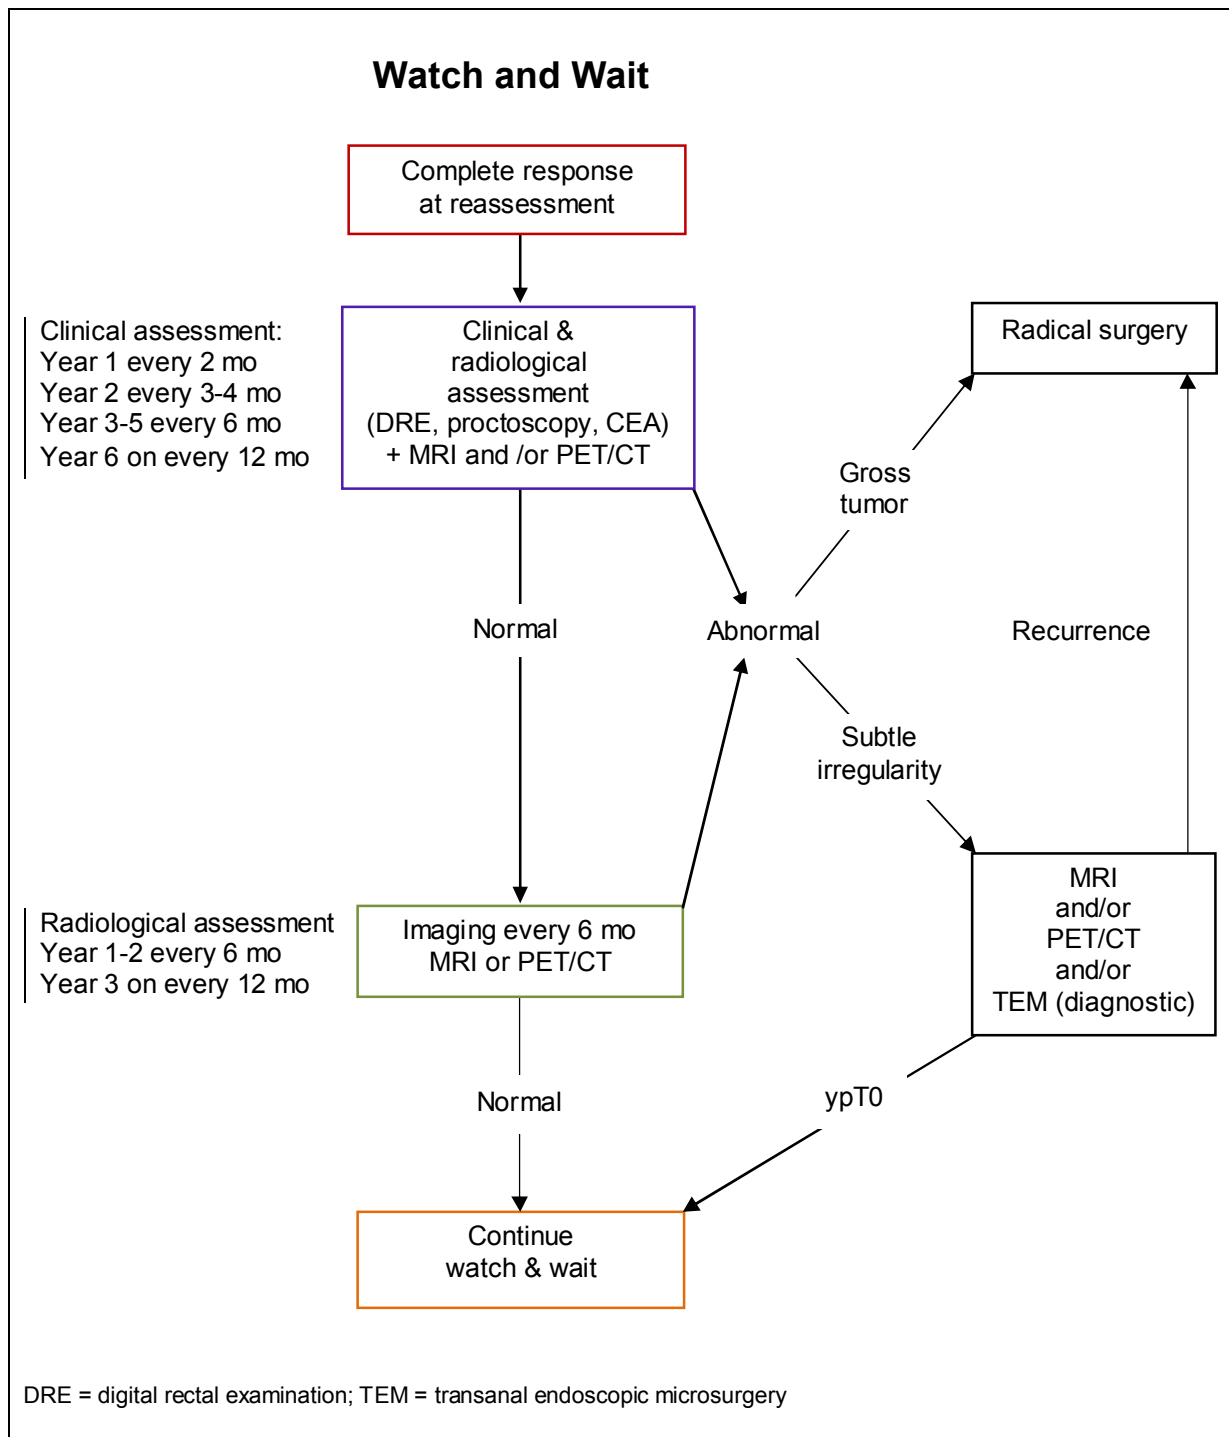 Watch and Wait
Complete response
at reassessment
Clinical assessment:
Year 1 every 2 mo
Year 2 every 3-4 mo
Year 3-5 every 6 mo
Year 6 on every 12 mo
Clinical &
radiological
assessment
(DRE, proctoscopy, CEA)
+ MRI and /or PET/CT
Radical surgery
Gross
tumor
Normal
Abnormal
Recurrence
Subtle
irregularity
Radiological assessment
Year 1-2 every 6 mo
Year 3 on every 12 mo
Imaging every 6 mo
MRI or PET/CT
MRI
and/or
PET/CT
and/or
TEM (diagnostic)
Normal
ypT0
Continue
watch & wait
DRE = digital rectal examination; TEM = transanal endoscopic microsurgery